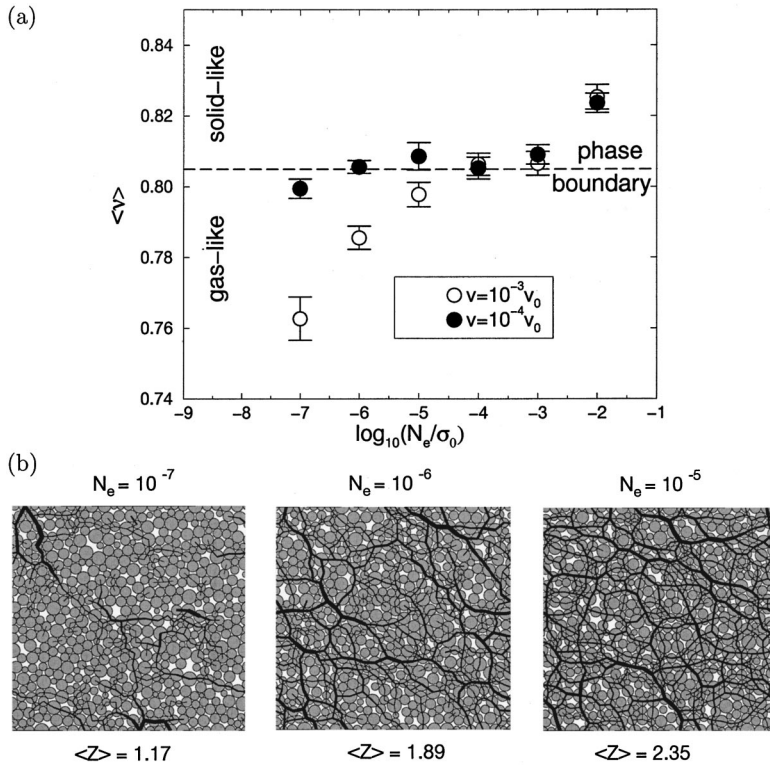 (a)
0.84
0.82
0.80
0.78
0.76
0.74
<ν>
solid-like
gas-like
phase
boundary
v=10⁻³v₀
v=10⁻⁴v₀
−9 −8 −7 −6 −5 −4 −3 −2 −1
log₁₀(Nₑ/σ₀)
(b)
Nₑ = 10 ⁻⁷ Nₑ = 10 ⁻⁶ Nₑ = 10 ⁻⁵
<Z> = 1.17 <Z> = 1.89 <Z> = 2.35